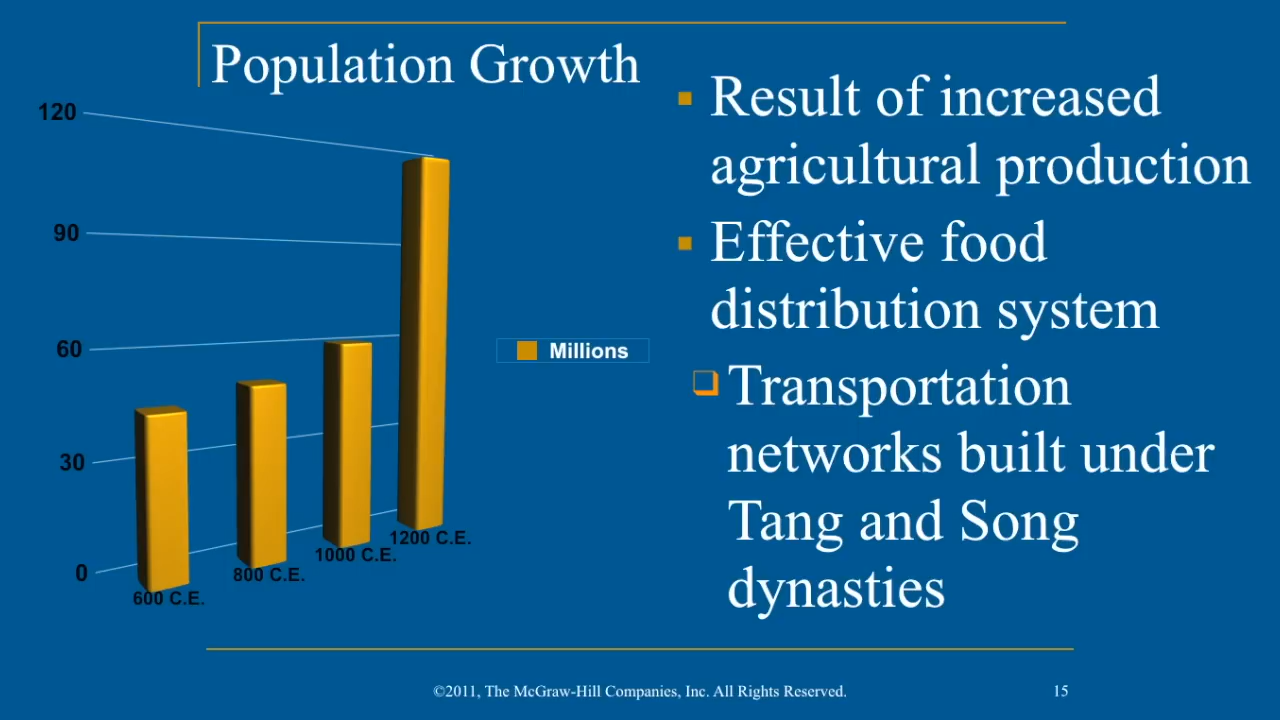 Population Growth
120
90
60
30
0
600 C.E.
800 C.E.
1000 C.E.
1200 C.E.
Millions
Result of increased
agricultural production
Effective food
distribution system
Transportation
networks built under
Tang and Song
dynasties
©2011, The McGraw-Hill Companies, Inc. All Rights Reserved.
15